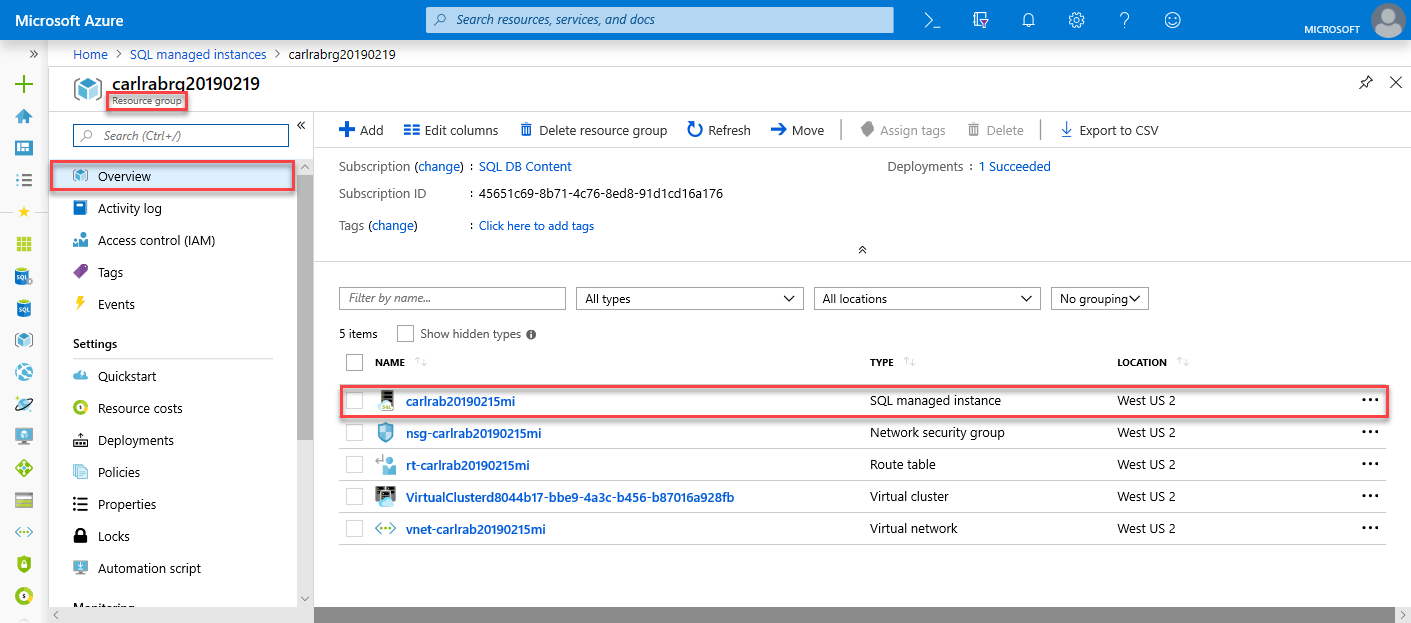 Microsoft Azure
Search resources, services, and docs
MICROSOFT
Home > SQL managed instances > carlrabrg20190219
carlrabrg20190219
Resource group
Search (Ctrl+/)
Overview
Activity log
Access control (IAM)
Tags
Events
Settings
Quickstart
Resource costs
Deployments
Policies
Properties
Locks
Automation script
Monitoring
Add Edit columns Delete resource group Refresh Move Assign tags Delete Export to CSV
Subscription (change) : SQL DB Content Deployments : 1 Succeeded
Subscription ID : 45651c69-8b71-4c76-8ed8-91d1cd16a176
Tags (change) : Click here to add tags
Filter by name... All types All locations No grouping
5 items Show hidden types
NAME TYPE LOCATION
carlrab20190215mi SQL managed instance West US 2
nsg-carlrab20190215mi Network security group West US 2
rt-carlrab20190215mi Route table West US 2
VirtualClusterd8044b17-bbe9-4a3c-b456-b87016a928fb Virtual cluster West US 2
vnet-carlrab20190215mi Virtual network West US 2